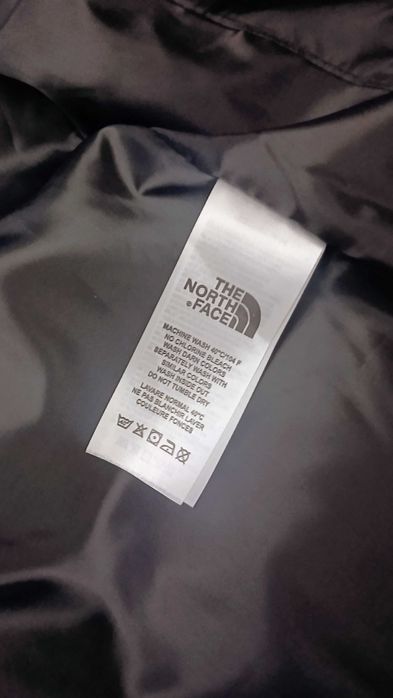 THE
NORTH
FACE
MACHINE WASH 40°C/104 F
NO CHLORINE BLEACH
WASH DARN COLORS
SEPARATELY WASH WITH
SIMILAR COLORS
WASH INSIDE OUT
DO NOT TUMBLE DRY
LAVARE NORMAL 40°C
NE PAS BLANCHIR LAVER
COULEURE FONCES